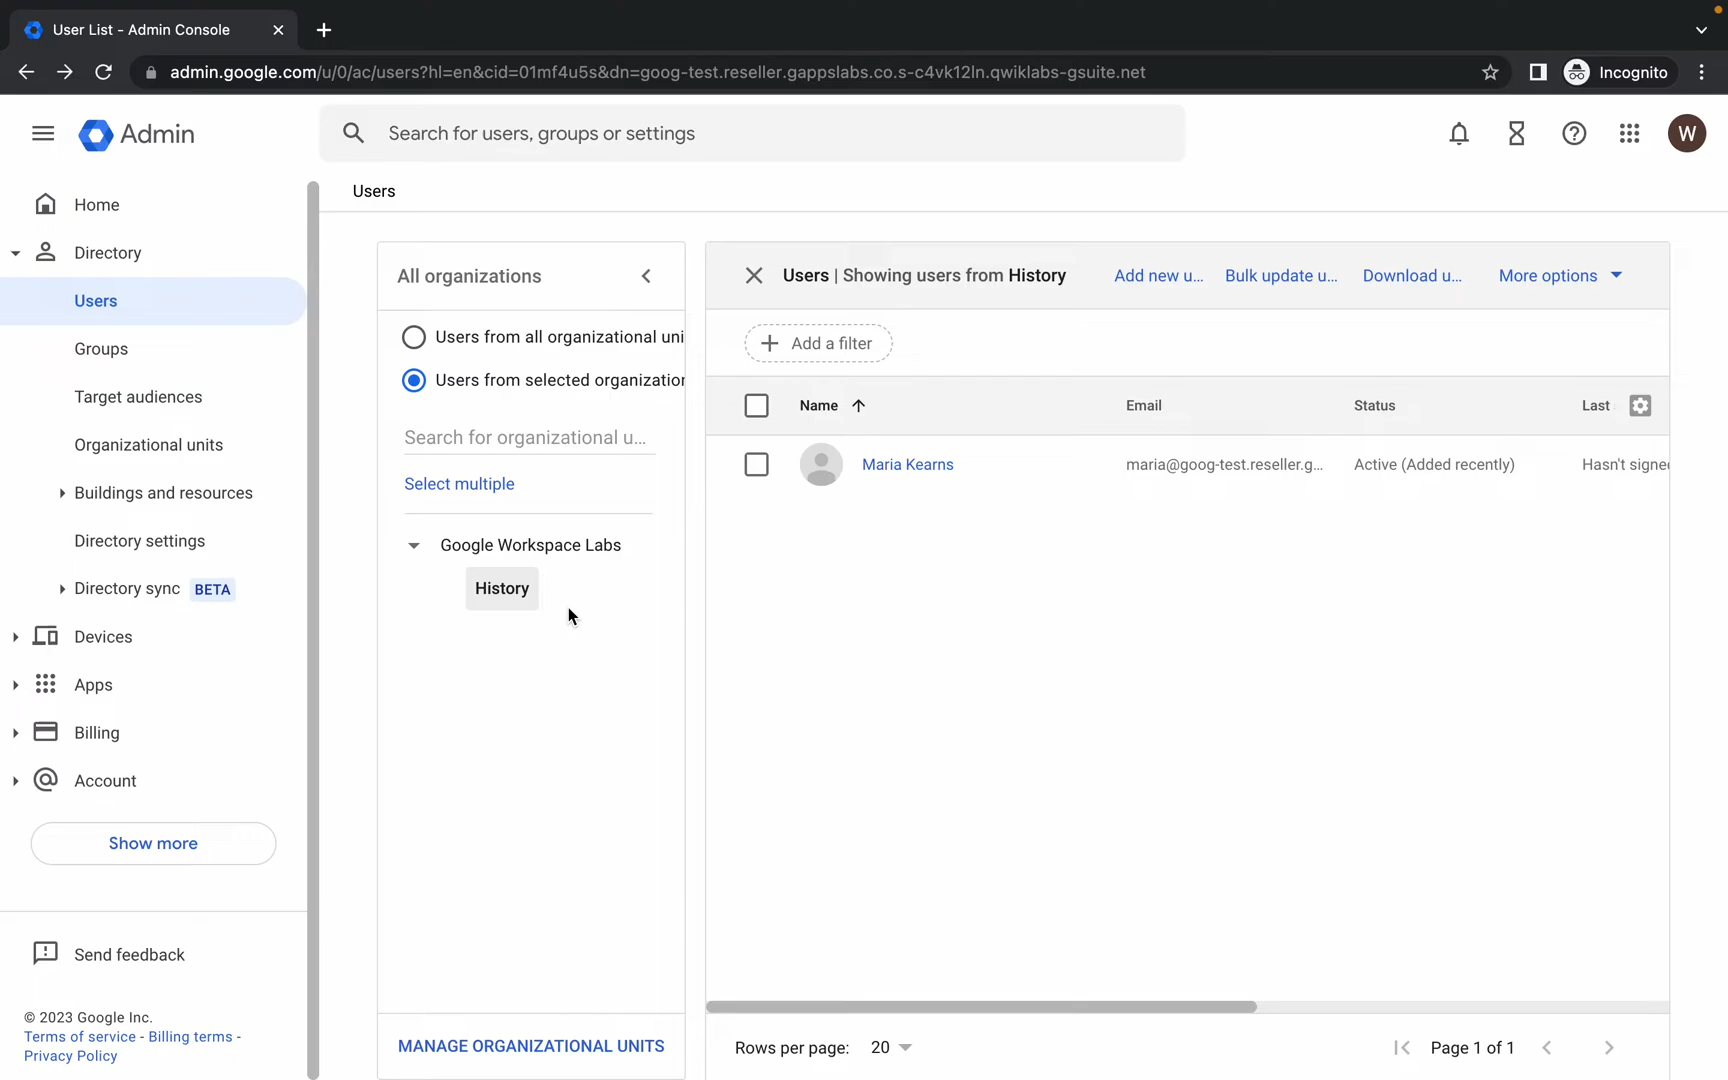 User List - Admin Console
admin.google.com/u/0/ac/users?hl=en&cid=01mf4u5s&dn=goog-test.reseller.gappslabs.co.s-c4vk12ln.qwiklabs-gsuite.net
Incognito
Admin
Search for users, groups or settings
W
Home
Directory
Users
Groups
Target audiences
Organizational units
Buildings and resources
Directory settings
Directory sync BETA
Devices
Apps
Billing
Account
Show more
Send feedback
© 2023 Google Inc.
Terms of service - Billing terms -
Privacy Policy
Users
All organizations
Users from all organizational uni
Users from selected organization
Search for organizational u...
Select multiple
Google Workspace Labs
History
MANAGE ORGANIZATIONAL UNITS
Users | Showing users from History
Add new u... Bulk update u... Download u... More options
Add a filter
Name Email Status Last
Maria Kearns maria@goog-test.reseller.g... Active (Added recently) Hasn't signed
Rows per page: 20 Page 1 of 1